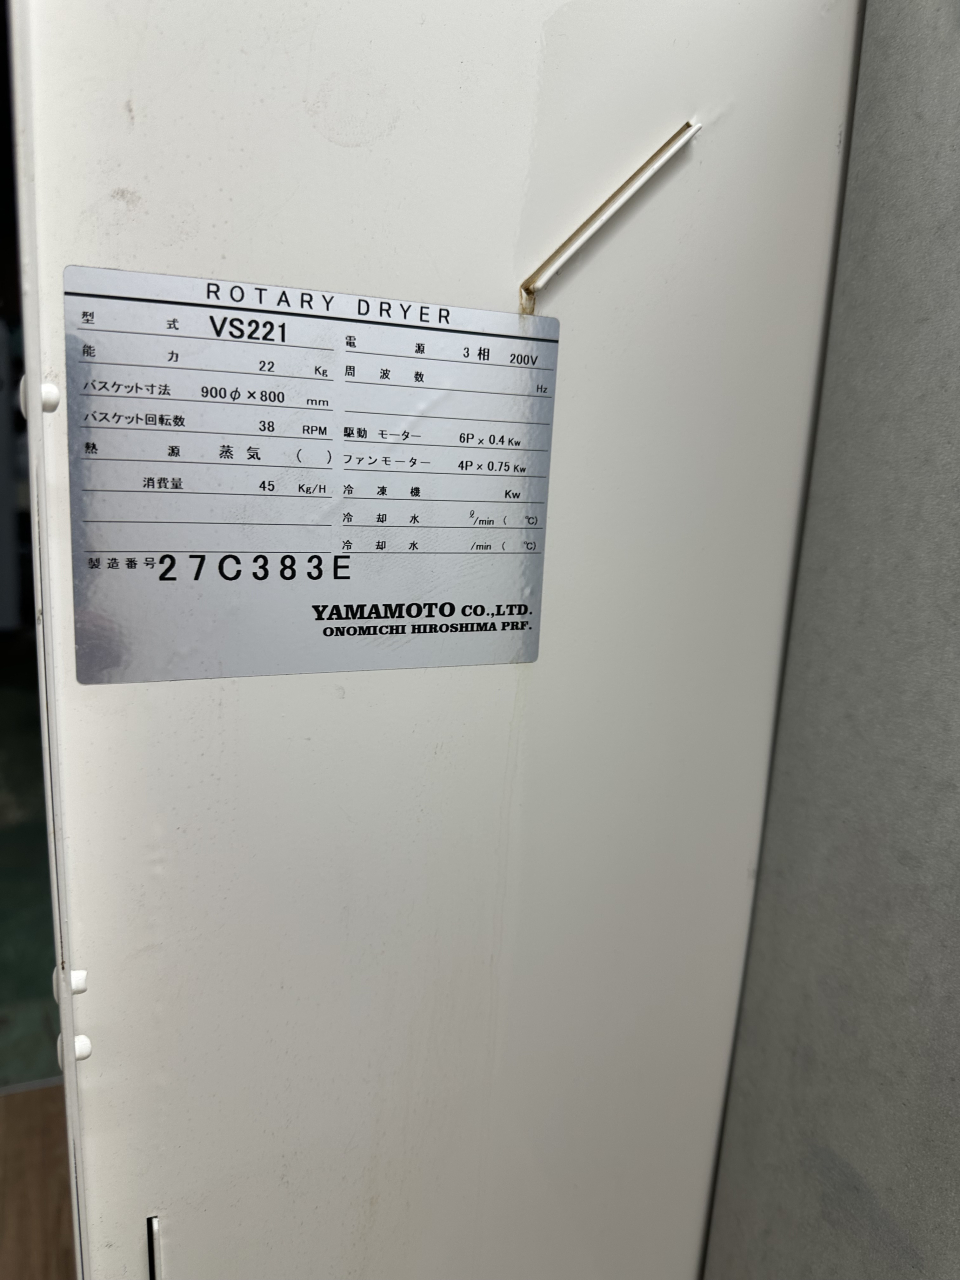 ROTARY DRYER
型式 VS221
能力 22 Kg
バスケット寸法 900φ×800 mm
バスケット回転数 38 RPM
熱源 蒸気 ( )
消費量 45 Kg/H
電源 3相 200V
周波数 Hz
駆動モーター 6P×0.4Kw
ファンモーター 4P×0.75Kw
冷凍機 Kw
冷却水 ℓ/min ( ℃)
冷却水 /min ( ℃)
製造番号 27C383E
YAMAMOTO CO.,LTD.
ONOMICHI HIROSHIMA PRF.